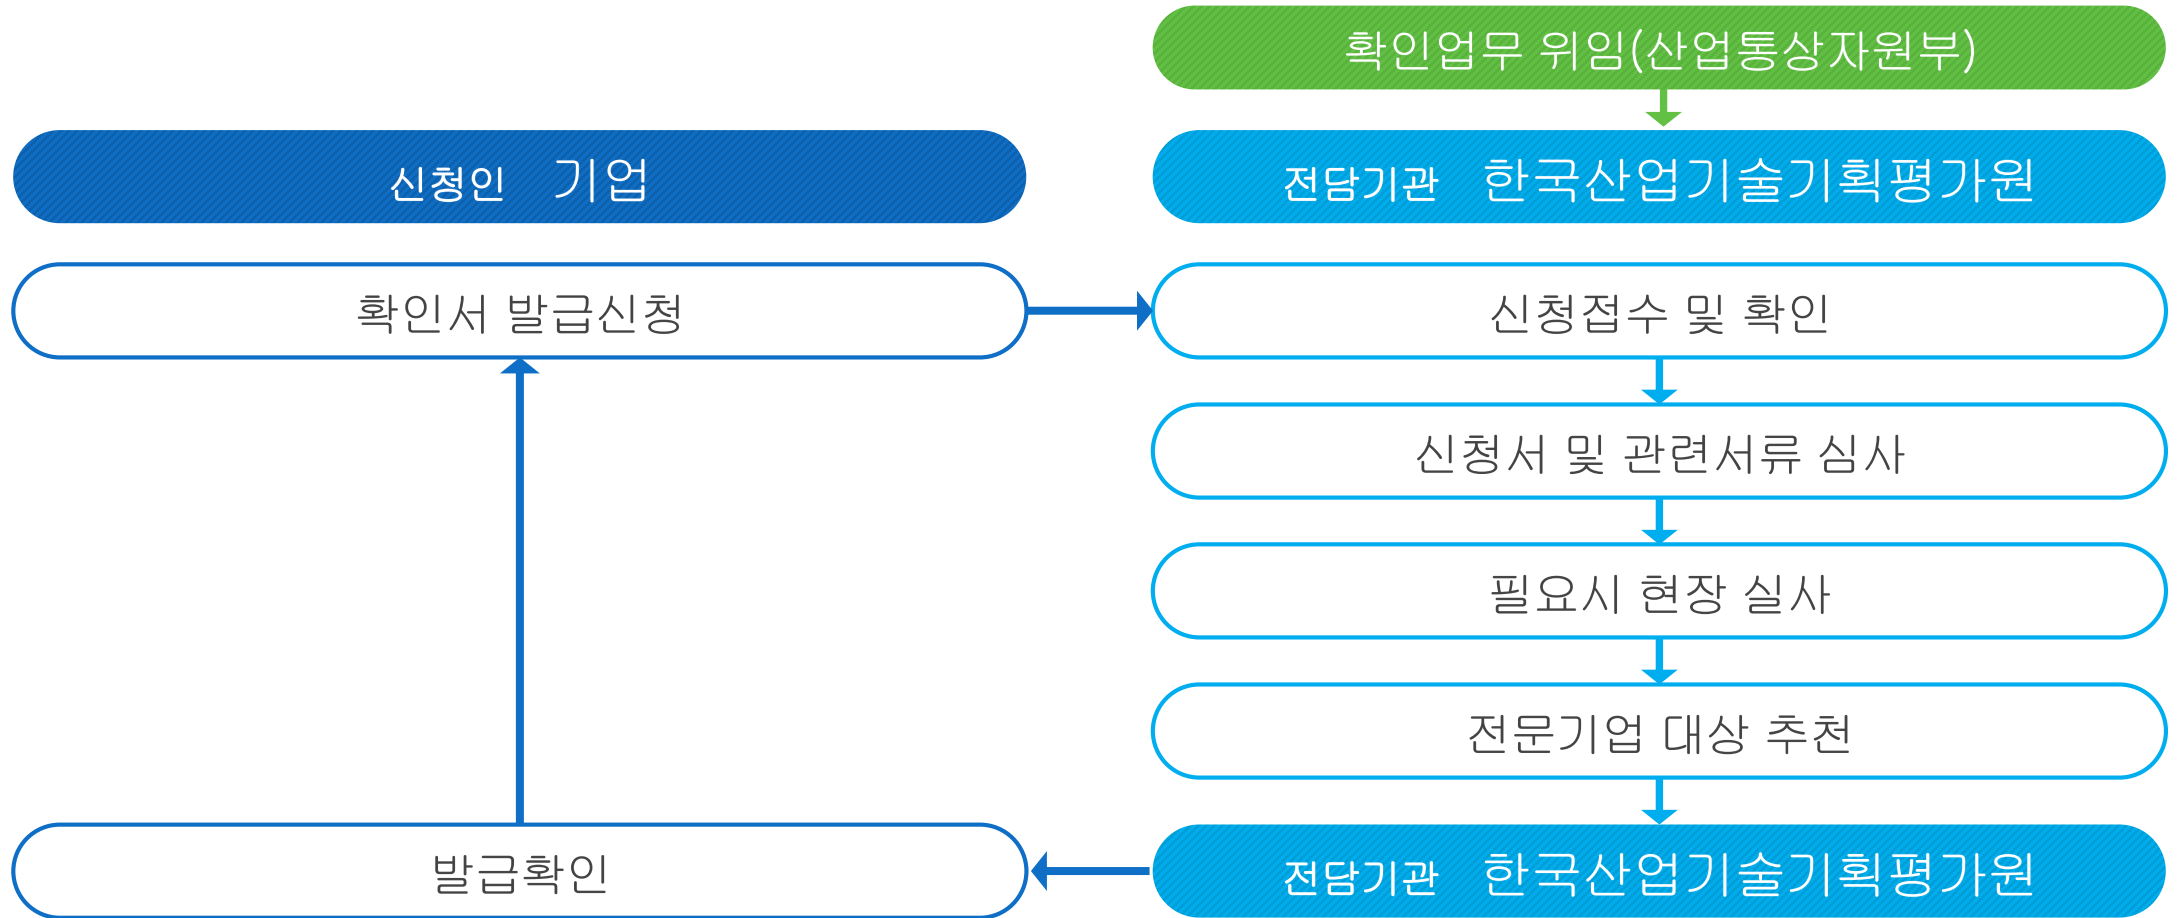 확인업무 위임(산업통상자원부)
신청인 기업
전담기관 한국산업기술기획평가원
확인서 발급신청
신청접수 및 확인
신청서 및 관련서류 심사
필요시 현장 실사
전문기업 대상 추천
발급확인
전담기관 한국산업기술기획평가원